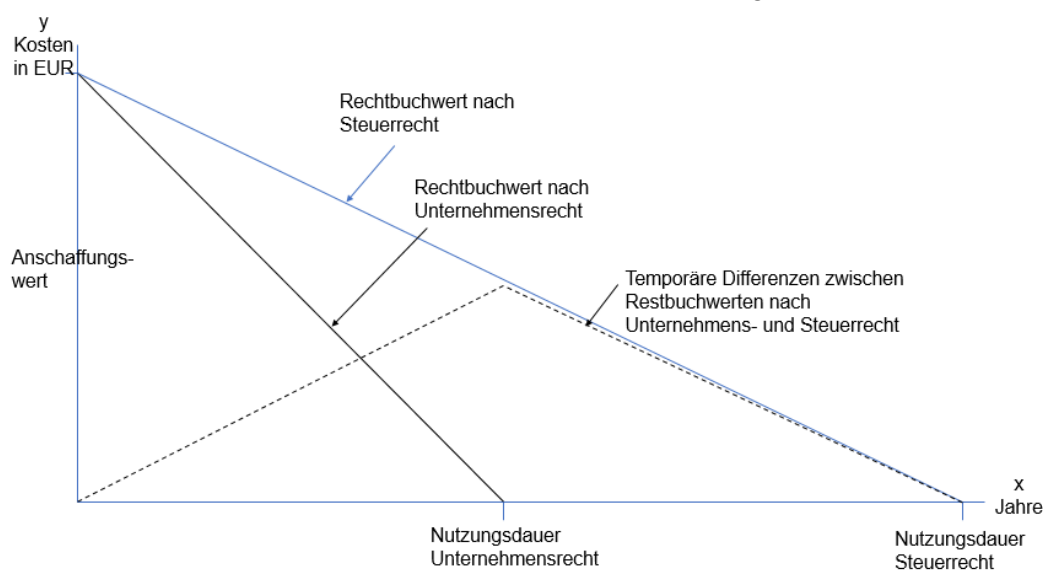 y
Kosten
in EUR
Rechtbuchwert nach
Steuerrecht
Rechtbuchwert nach
Unternehmensrecht
Anschaffungs-
wert
Temporäre Differenzen zwischen
Restbuchwerten nach
Unternehmens- und Steuerrecht
x
Jahre
Nutzungsdauer
Unternehmensrecht
Nutzungsdauer
Steuerrecht